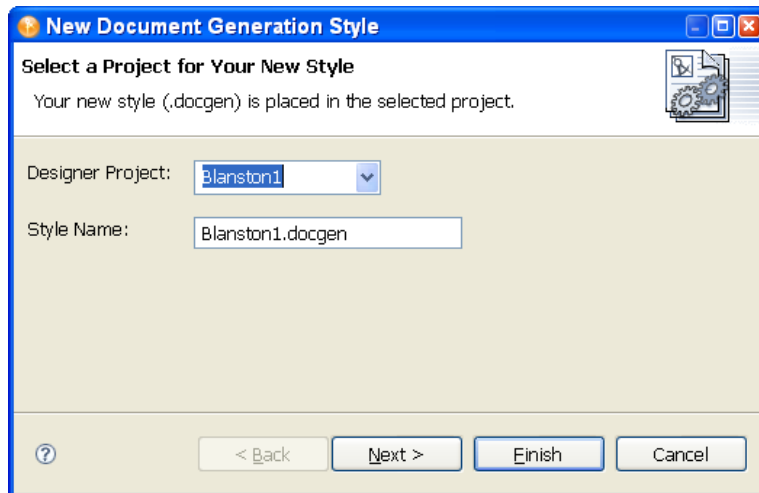 New Document Generation Style
Select a Project for Your New Style
Your new style (.docgen) is placed in the selected project.
Designer Project: Blanston1
Style Name: Blanston1.docgen
? < Back Next > Finish Cancel